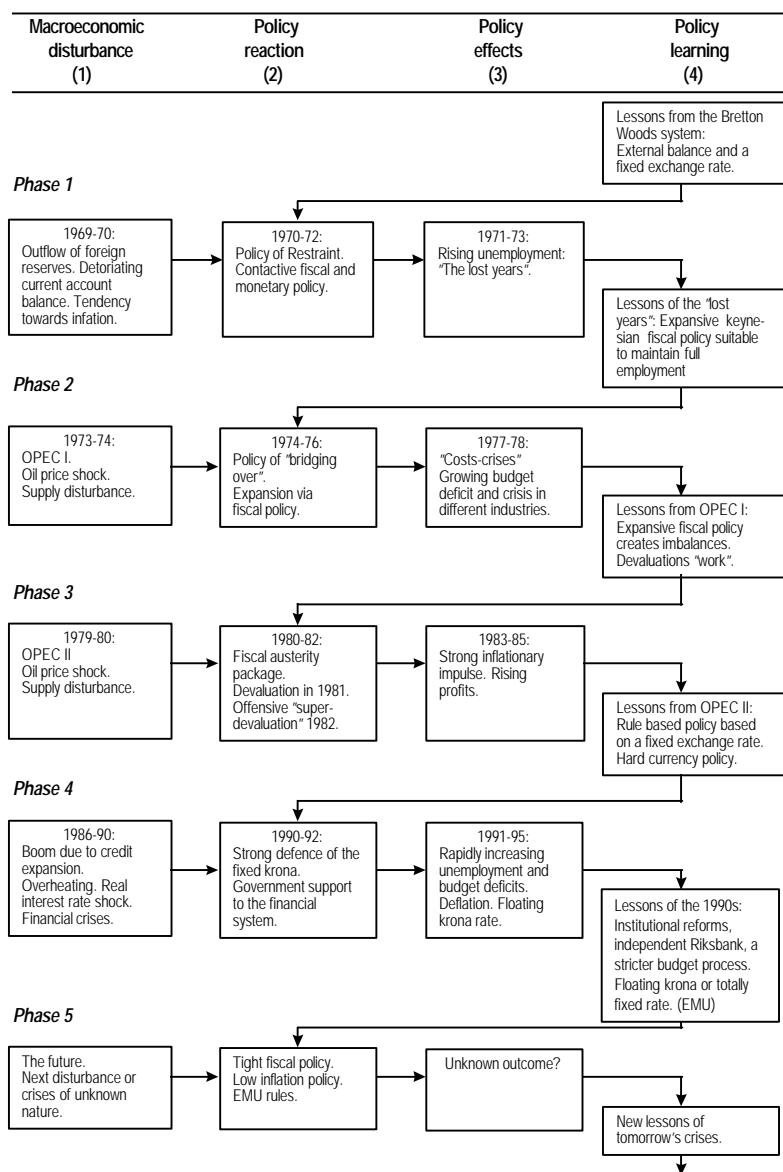 Macroeconomic
disturbance
(1)
Policy
reaction
(2)
Policy
effects
(3)
Policy
learning
(4)
Lessons from the Bretton
Woods system:
External balance and a
fixed exchange rate.
Phase 1
1969-70:
Outflow of foreign
reserves. Detoriating
current account
balance. Tendency
towards infation.
1970-72:
Policy of Restraint.
Contactive fiscal and
monetary policy.
1971-73:
Rising unemployment:
"The lost years".
Lessons of the "lost
years": Expansive keyne-
sian fiscal policy suitable
to maintain full
employment
Phase 2
1973-74:
OPEC I.
Oil price shock.
Supply disturbance.
1974-76:
Policy of "bridging
over".
Expansion via
fiscal policy.
1977-78:
"Costs-crises"
Growing budget
deficit and crisis in
different industries.
Lessons from OPEC I:
Expansive fiscal policy
creates imbalances.
Devaluations "work".
Phase 3
1979-80:
OPEC II
Oil price shock.
Supply disturbance.
1980-82:
Fiscal austerity
package.
Devaluation in 1981.
Offensive "super-
devaluation" 1982.
1983-85:
Strong inflationary
impulse. Rising
profits.
Lessons from OPEC II:
Rule based policy based
on a fixed exchange rate.
Hard currency policy.
Phase 4
1986-90:
Boom due to credit
expansion.
Overheating. Real
interest rate shock.
Financial crises.
1990-92:
Strong defence of the
fixed krona.
Government support
to the financial
system.
1991-95:
Rapidly increasing
unemployment and
budget deficits.
Deflation. Floating
krona rate.
Lessons of the 1990s:
Institutional reforms,
independent Riksbank, a
stricter budget process.
Floating krona or totally
fixed rate. (EMU)
Phase 5
The future.
Next disturbance or
crises of unknown
nature.
Tight fiscal policy.
Low inflation policy.
EMU rules.
Unknown outcome?
New lessons of
tomorrow's crises.